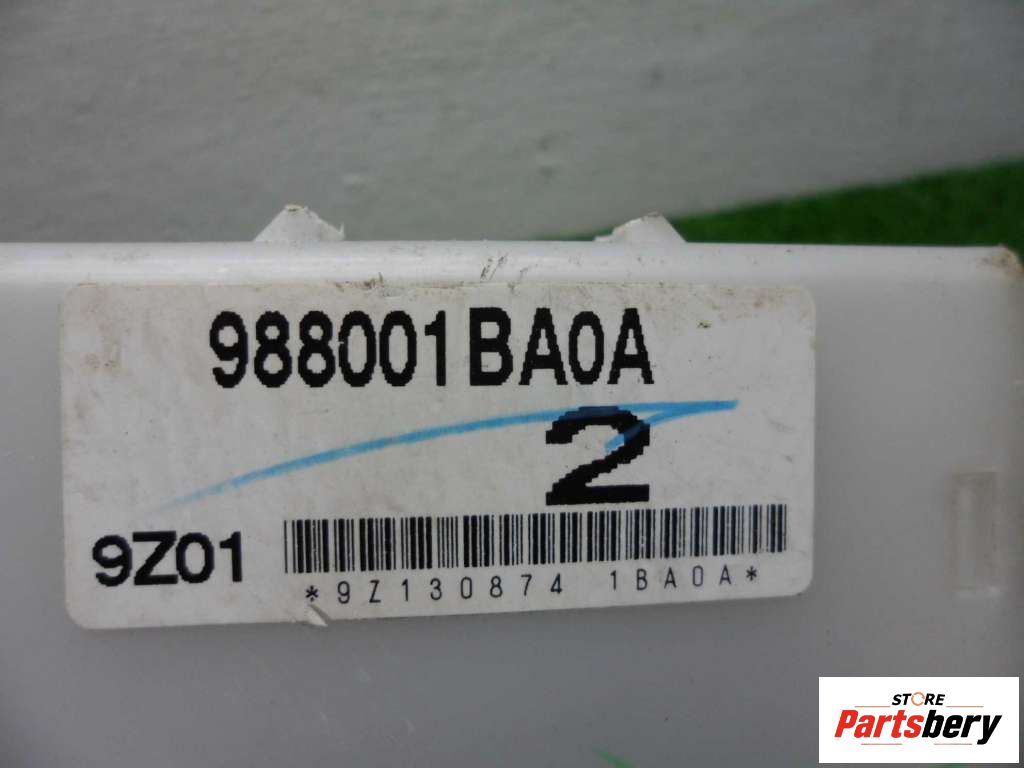 988001BA0A
2
9Z01
*9Z130874 1BA0A*
STORE
Partsbery